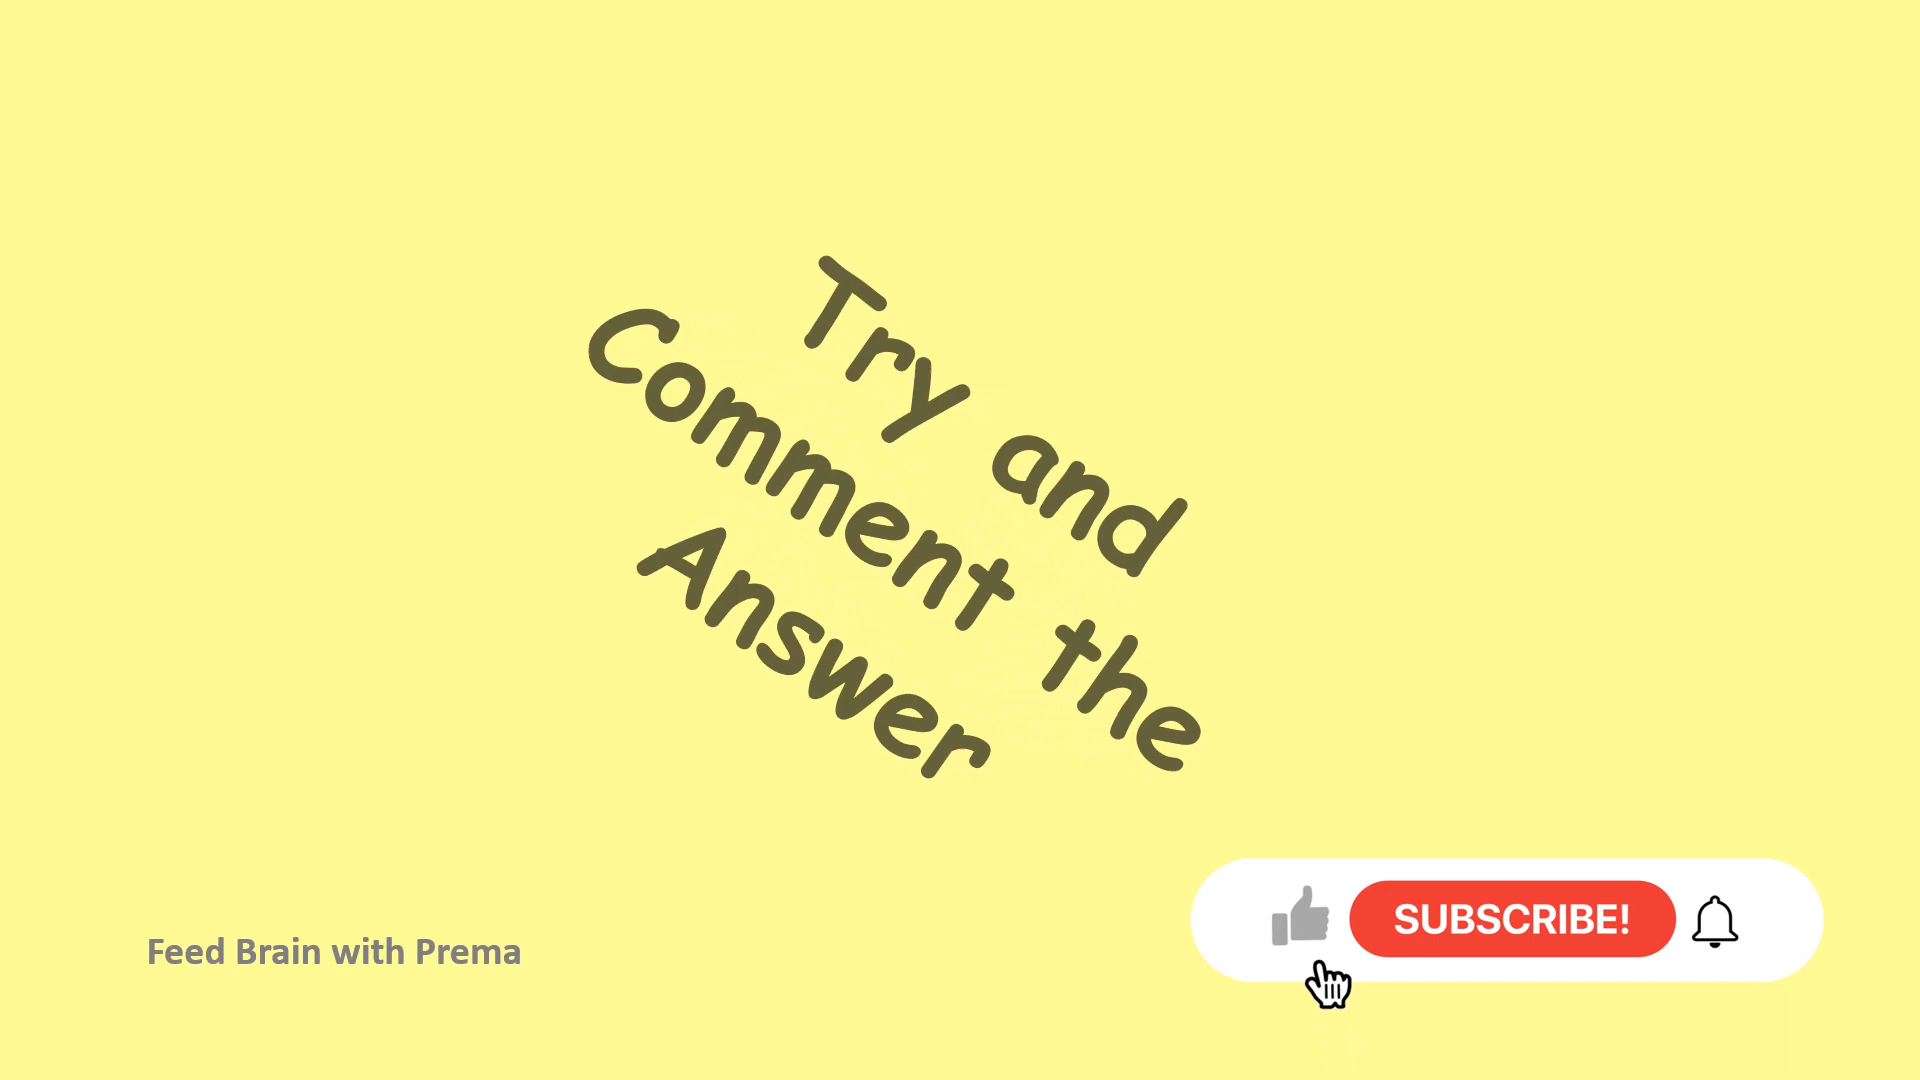 Try and
Comment the
Answer
SUBSCRIBE!
Feed Brain with Prema